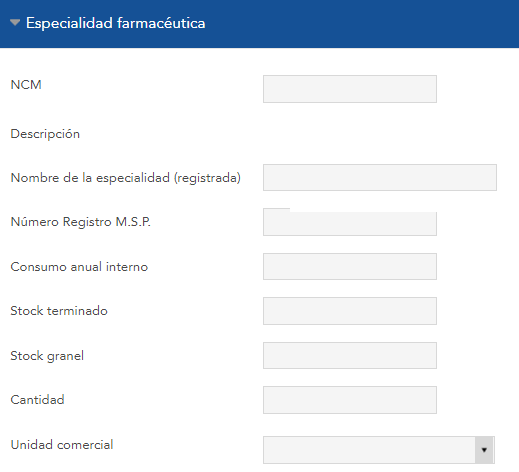 Especialidad farmacéutica
NCM
Descripción
Nombre de la especialidad (registrada)
Número Registro M.S.P.
Consumo anual interno
Stock terminado
Stock granel
Cantidad
Unidad comercial